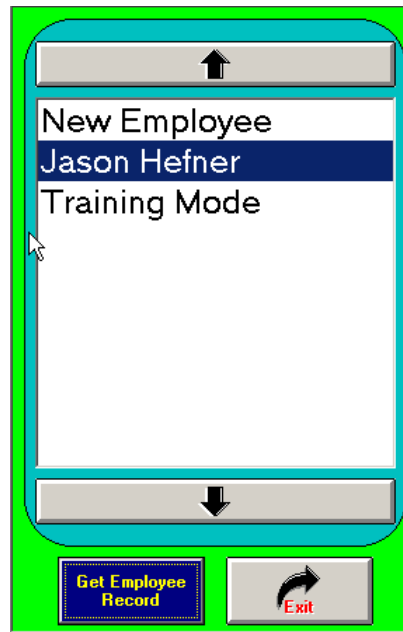 New Employee
Jason Hefner
Training Mode
Get Employee
Record
Exit